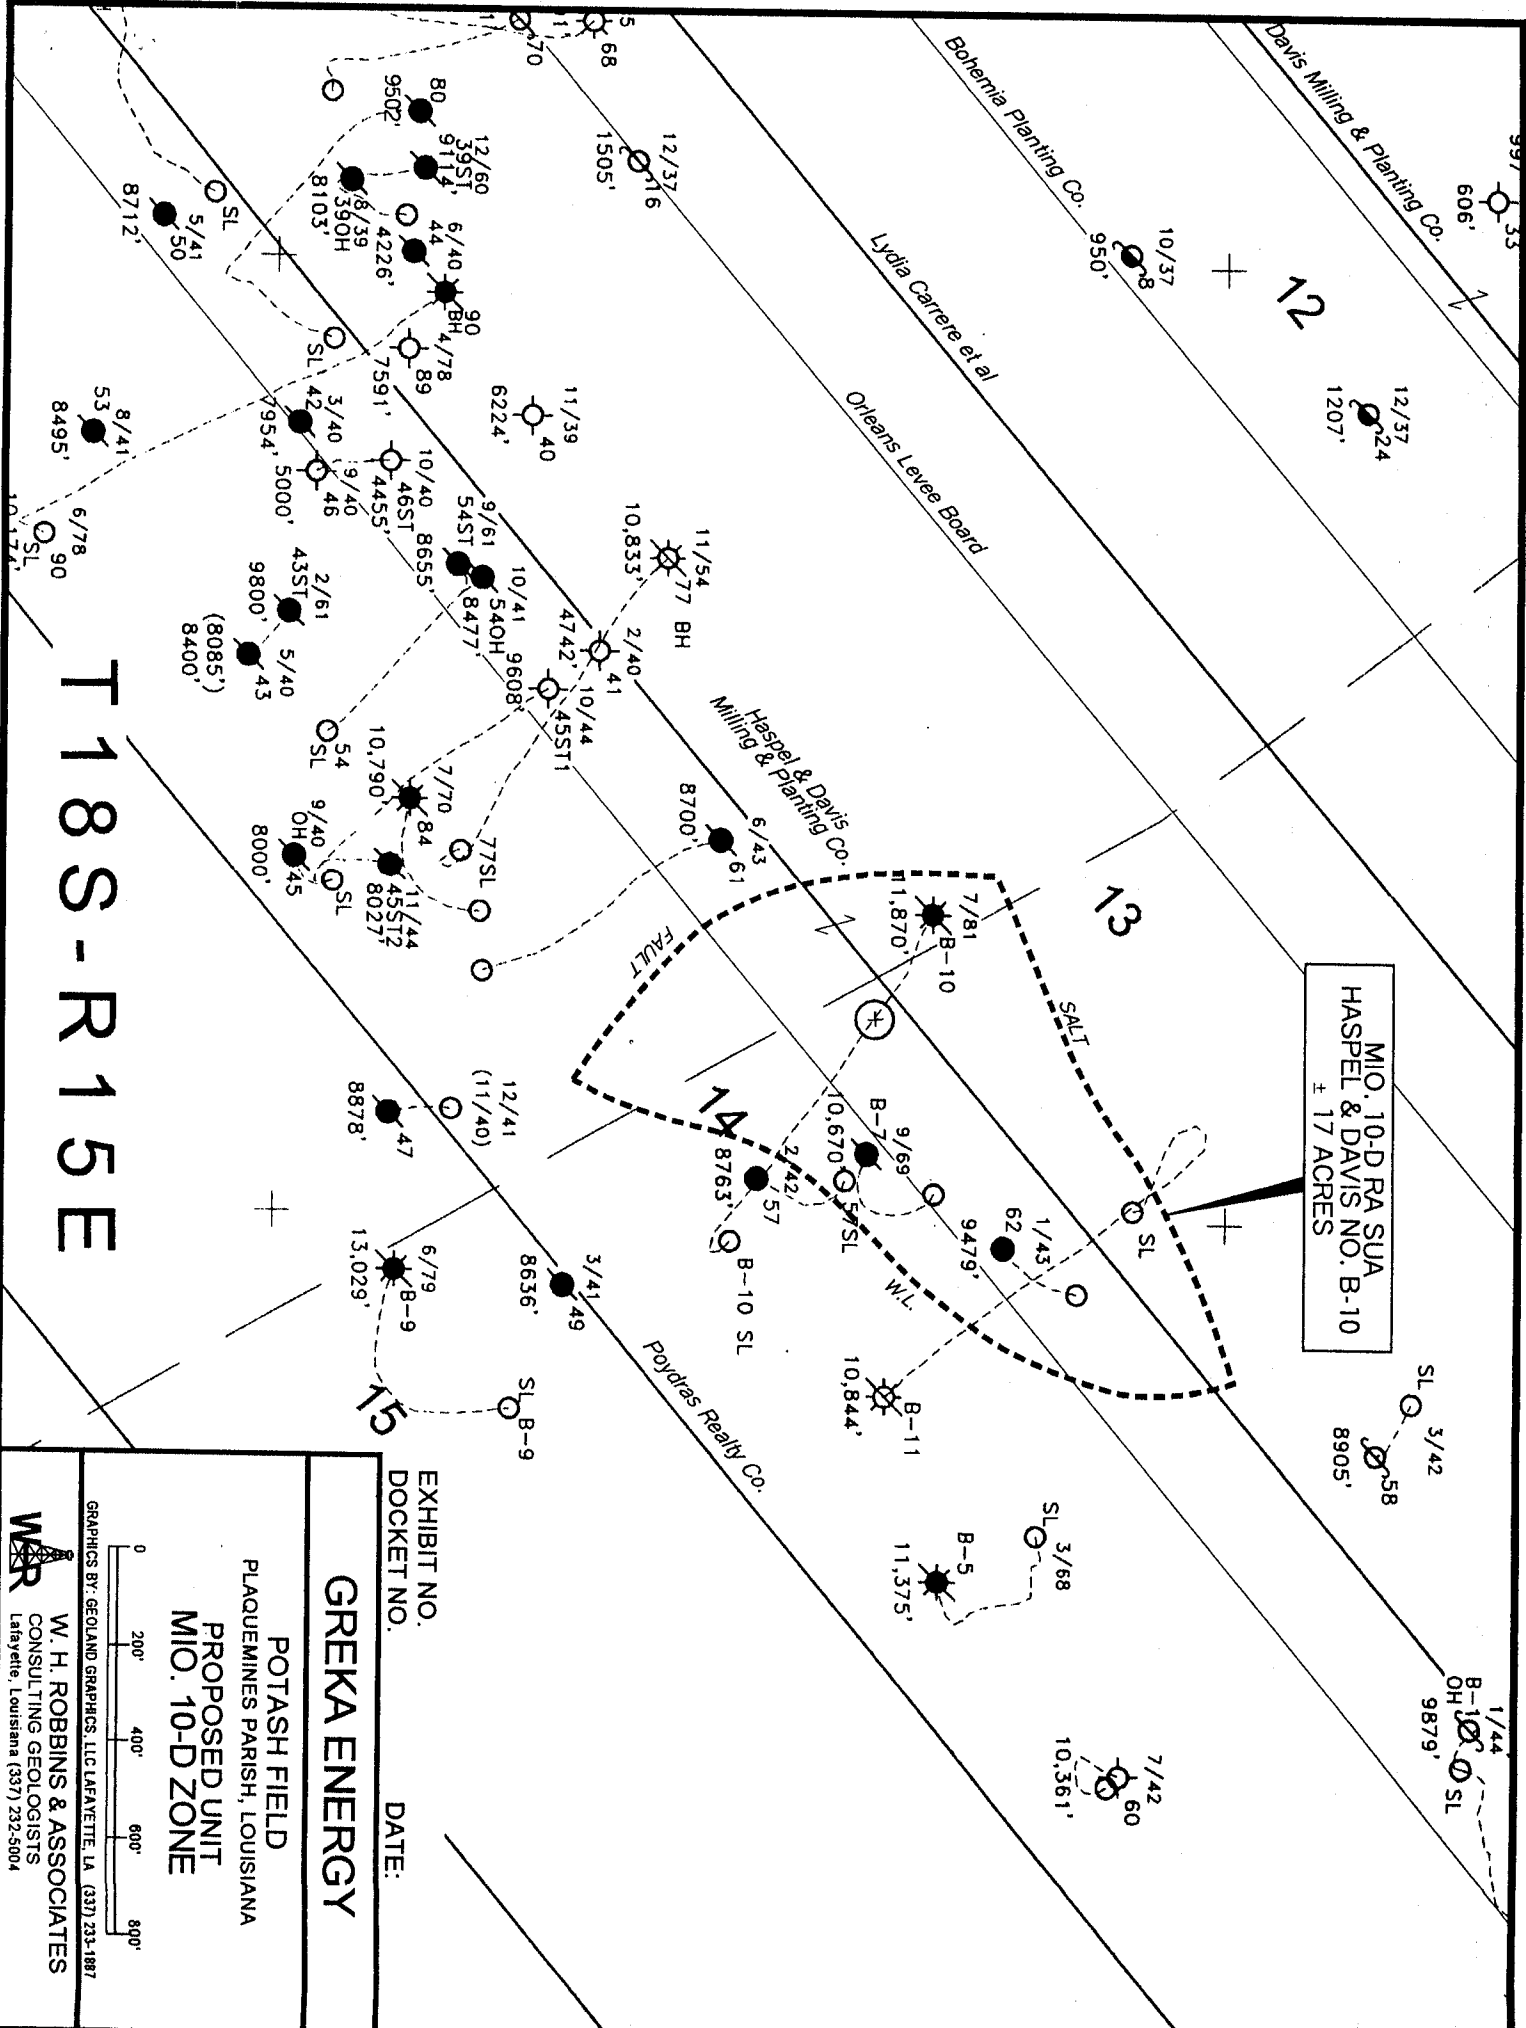 Davis Milling & Planting Co.
Bohemia Planting Co.
Lydia Carrere et al
Orleans Levee Board
Haspel & Davis
Milling & Planting Co.
Poydras Realty Co.
12
13
14
15
T18S-R15E
MIO. 10-D RA SUA
HASPEL & DAVIS NO. B-10
± 17 ACRES
SALT
FAULT
W.L.
33
606'
10/37
8
950'
12/37
24
1207'
12/37
16
1505'
68
70
80
9502'
12/60
39ST
9114'
8/39
39OH
8103'
6/40
44
4226'
90
BH
4/78
89
7591'
11/39
40
6224'
SL
5/41
50
8712'
SL
3/40
42
7954'
9/40
46
5000'
10/40
46ST
4455'
8/41
53
8495'
6/78
90
SL
9/61
54ST
8655'
10/41
54OH
8477'
2/61
43ST
9800'
5/40
43
(8085')
8400'
54
SL
11/54
77 BH
10,833'
2/40
41
4742'
10/44
45ST1
9608'
7/70
84
10,790'
77SL
9/40
OH
45
8000'
SL
11/44
45ST2
8027'
6/43
61
8700'
7/81
B-10
11,870'
9/69
B-7
10,670'
57SL
2/42
57
8763'
B-10 SL
1/43
62
9479'
SL
B-11
10,844'
12/41
(11/40)
47
8878'
3/41
49
8636'
6/79
B-9
13,029'
SL
B-9
SL
3/42
58
8905'
SL
3/68
B-5
11,375'
7/42
60
10,361'
1/44
OH
9879'
SL
EXHIBIT NO.
DOCKET NO.
DATE:
GREKA ENERGY
POTASH FIELD
PLAQUEMINES PARISH, LOUISIANA
PROPOSED UNIT
MIO. 10-D ZONE
0 200' 400' 600' 800'
GRAPHICS BY: GEOLAND GRAPHICS, LLC LAFAYETTE, LA (337) 233-1887
WHR
W. H. ROBBINS & ASSOCIATES
CONSULTING GEOLOGISTS
Lafayette, Louisiana (337) 232-5004